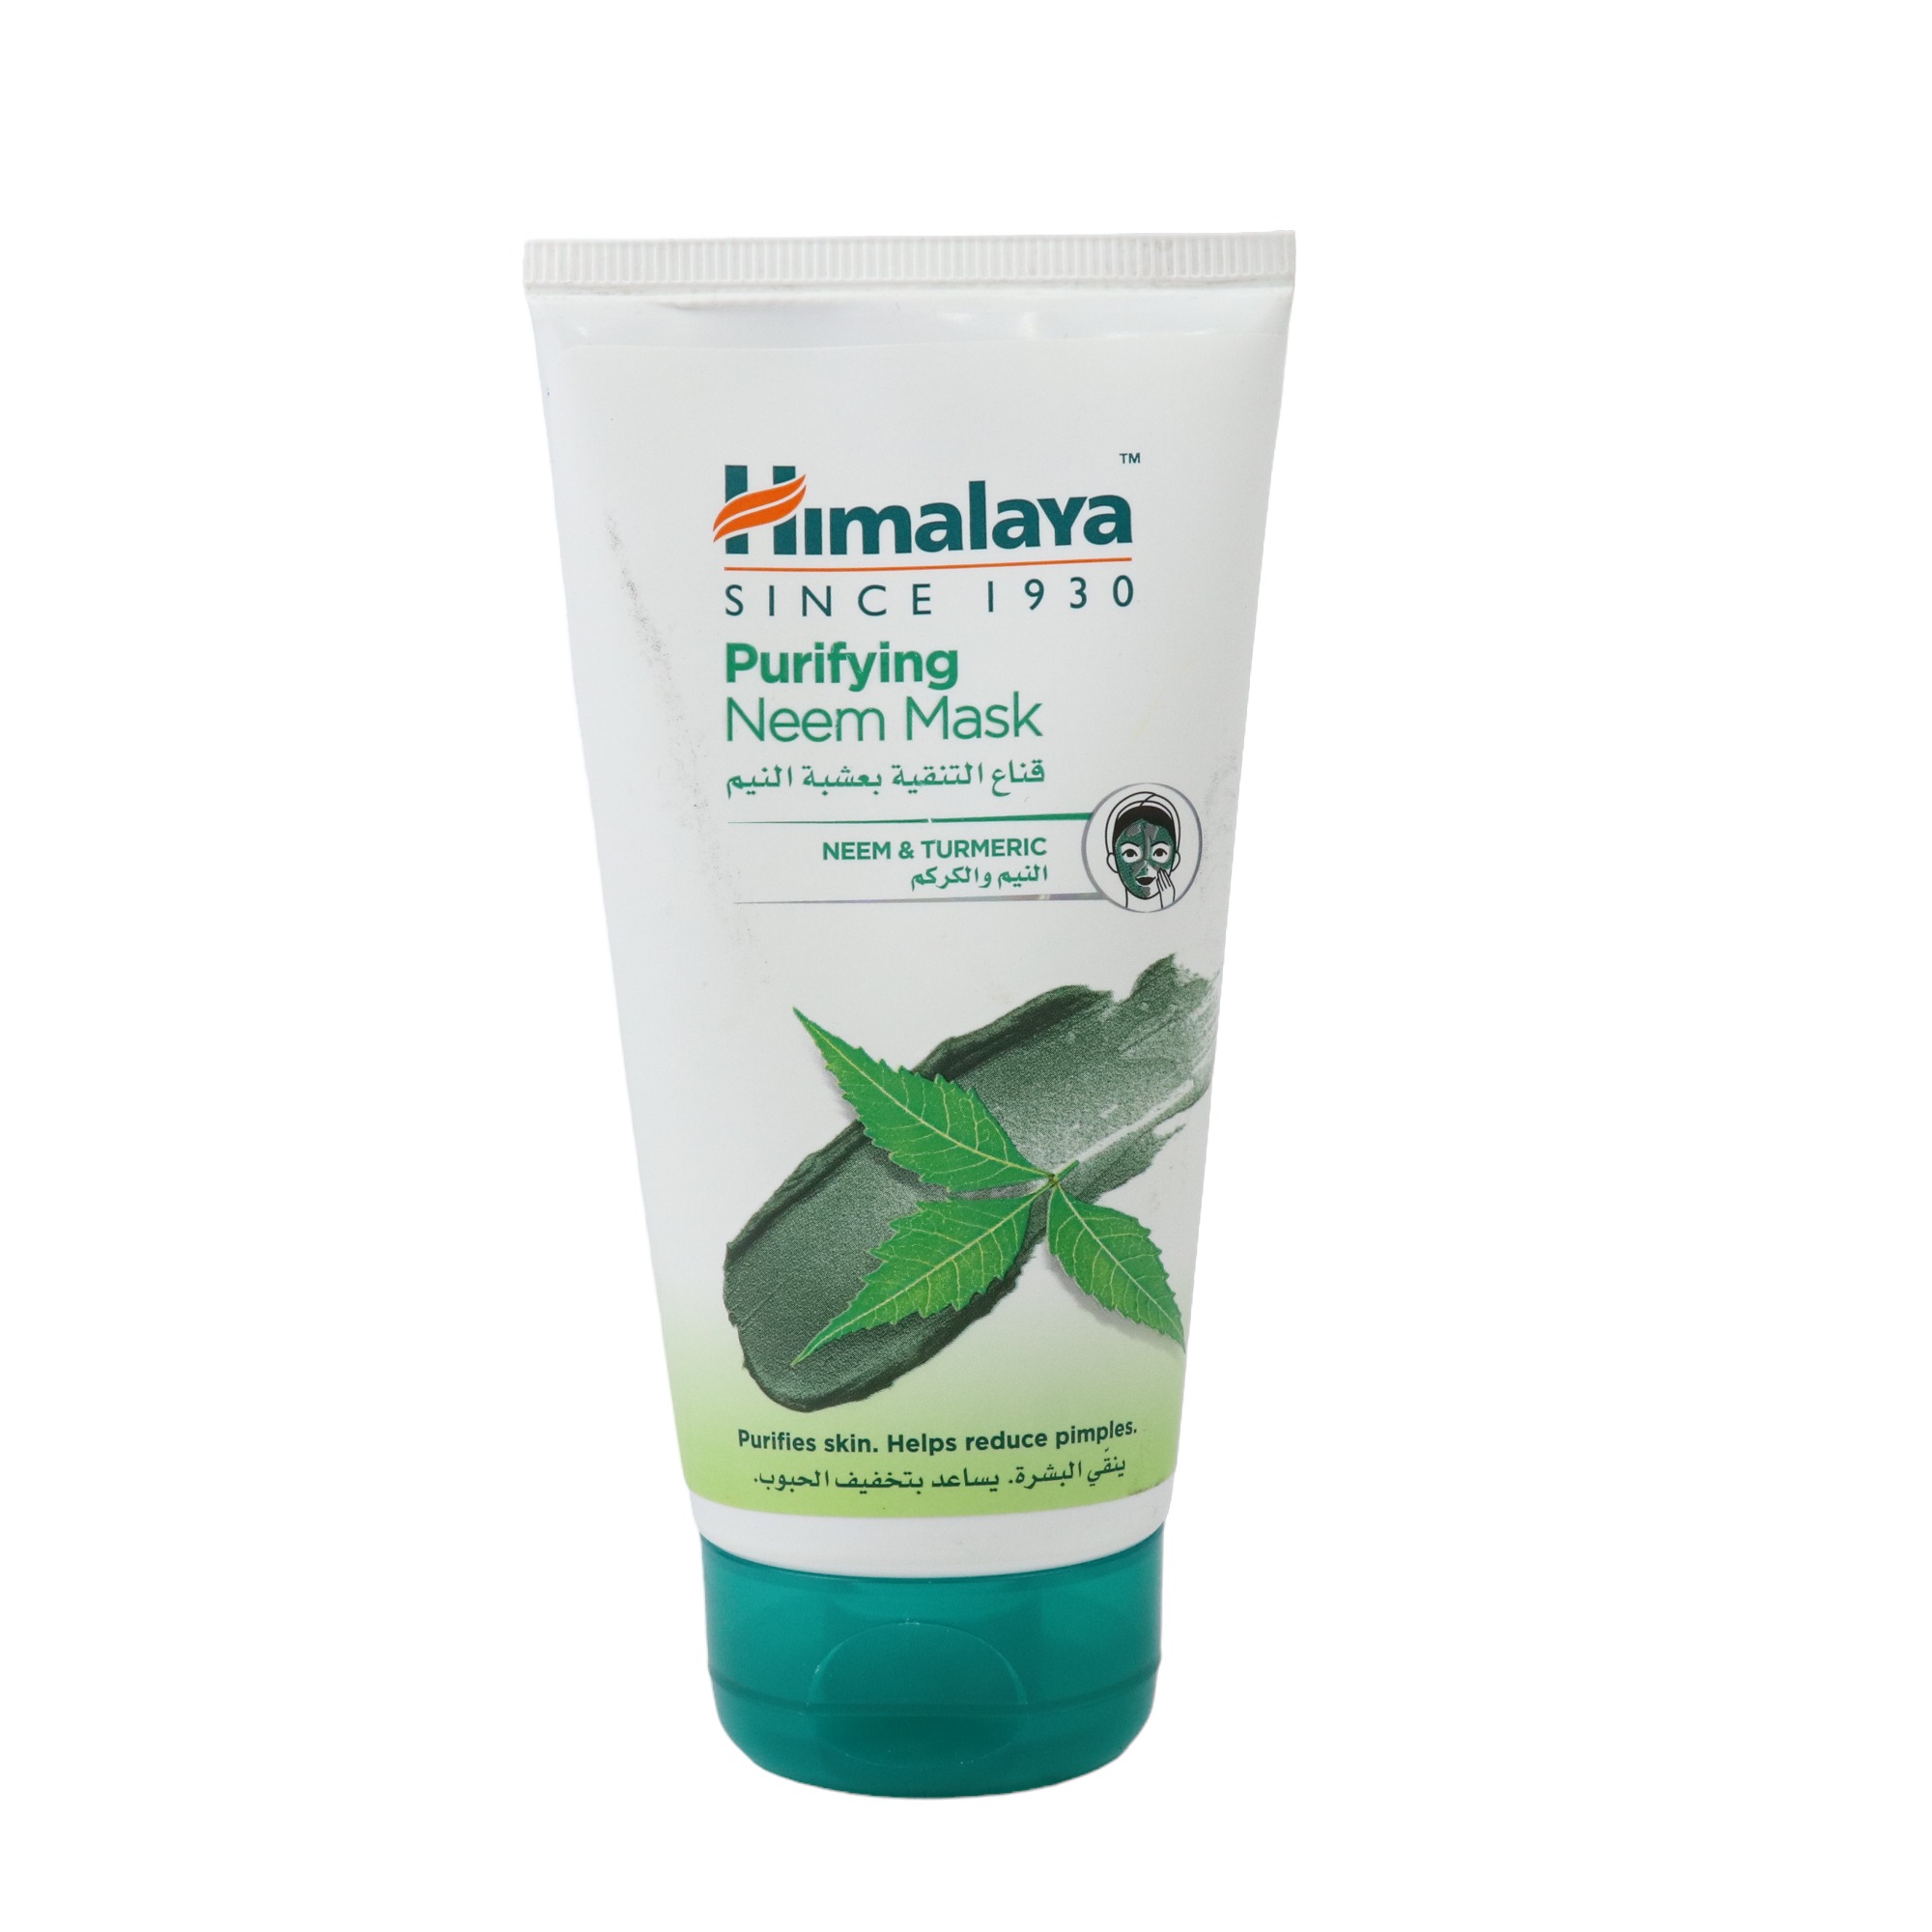 Himalaya™
SINCE 1930
Purifying
Neem Mask
قناع التنقية بعشبة النيم
NEEM & TURMERIC
النيم والكركم
Purifies skin. Helps reduce pimples.
ينقّي البشرة. يساعد بتخفيف الحبوب.